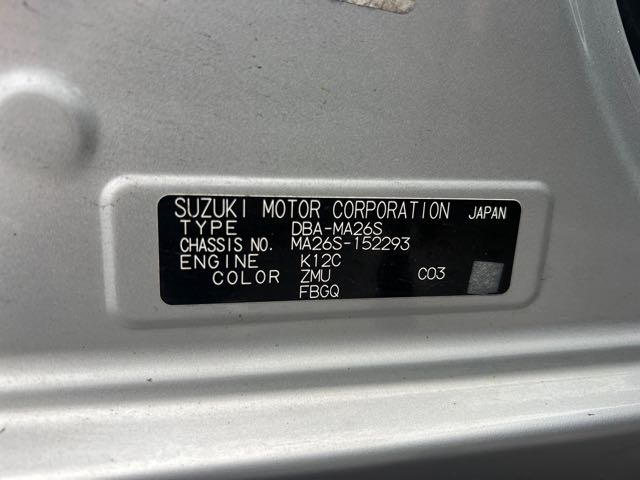 SUZUKI MOTOR CORPORATION JAPAN
TYPE DBA-MA26S
CHASSIS NO. MA26S-152293
ENGINE K12C
COLOR ZMU C03
FBGQ